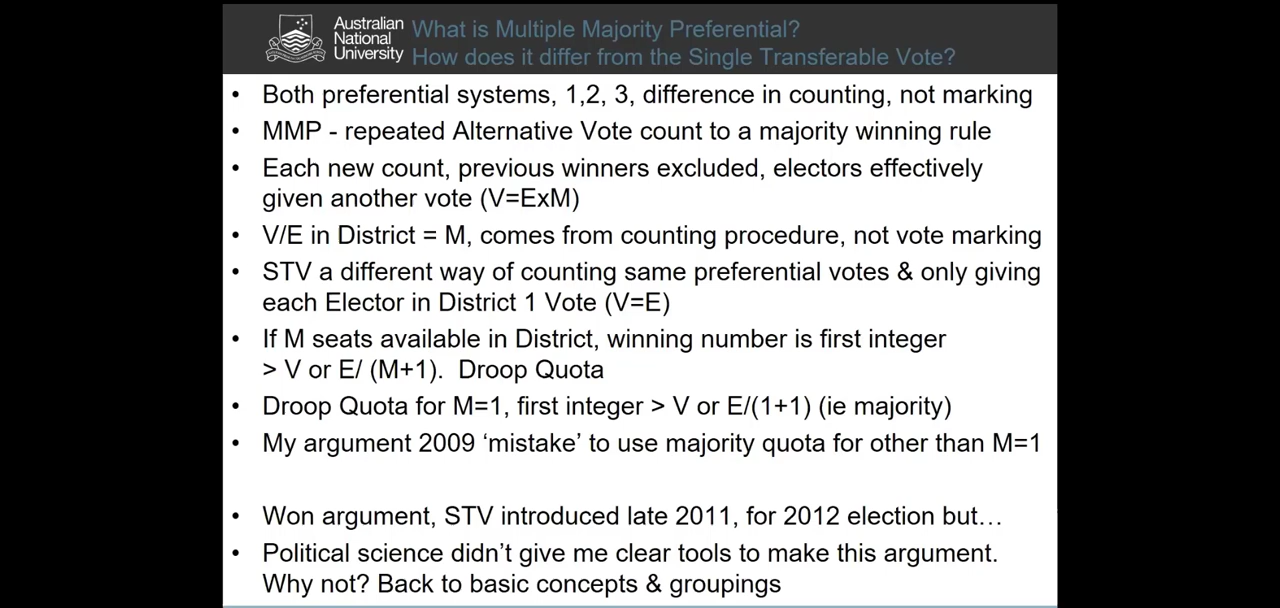 Australian
National
University
What is Multiple Majority Preferential?
How does it differ from the Single Transferable Vote?
• Both preferential systems, 1,2, 3, difference in counting, not marking
• MMP - repeated Alternative Vote count to a majority winning rule
• Each new count, previous winners excluded, electors effectively
given another vote (V=ExM)
• V/E in District = M, comes from counting procedure, not vote marking
• STV a different way of counting same preferential votes & only giving
each Elector in District 1 Vote (V=E)
• If M seats available in District, winning number is first integer
> V or E/ (M+1). Droop Quota
• Droop Quota for M=1, first integer > V or E/(1+1) (ie majority)
• My argument 2009 ‘mistake’ to use majority quota for other than M=1
• Won argument, STV introduced late 2011, for 2012 election but…
• Political science didn’t give me clear tools to make this argument.
Why not? Back to basic concepts & groupings